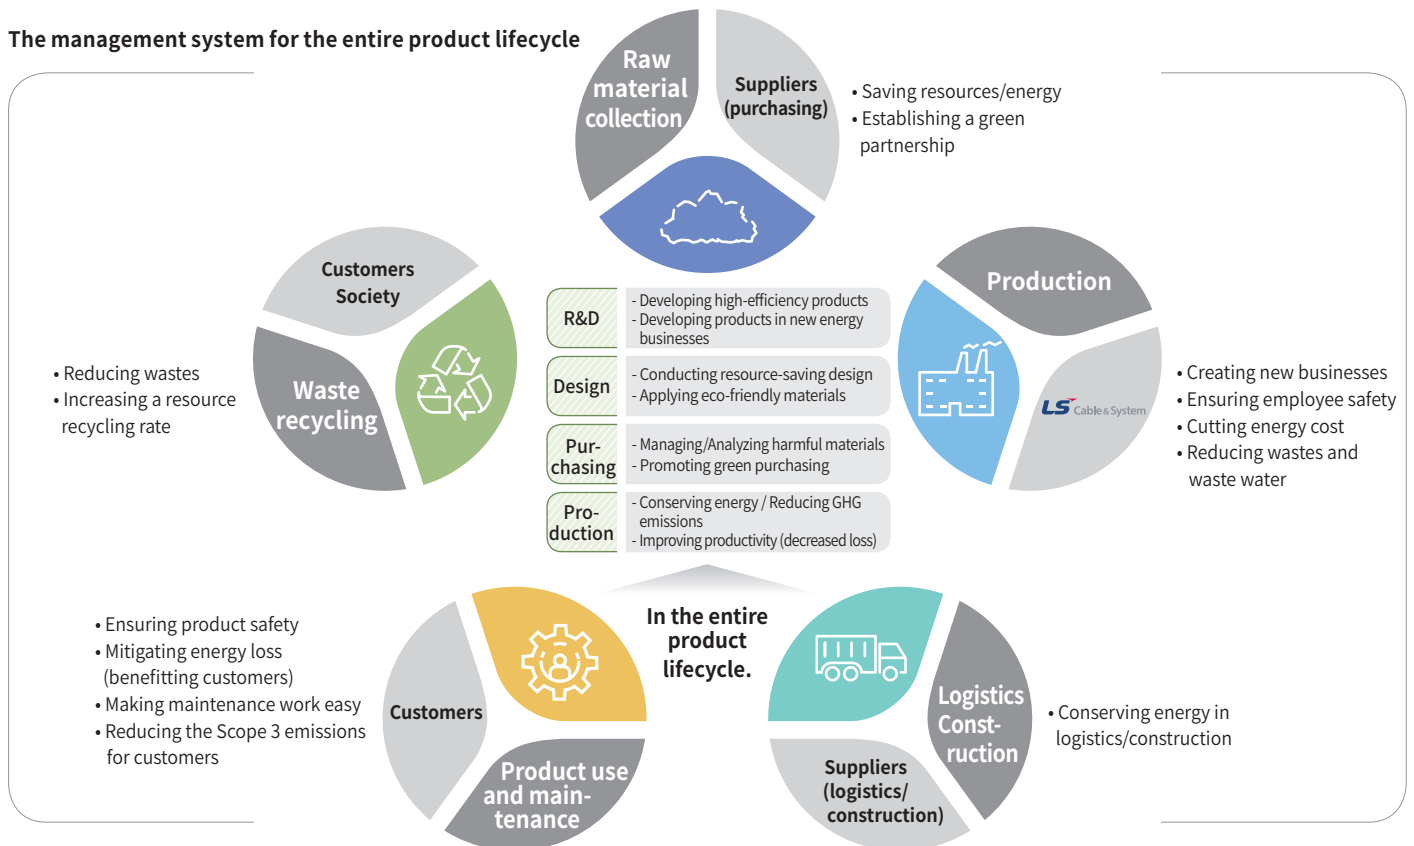 The management system for the entire product lifecycle
Raw
material
collection
Suppliers
(purchasing)
• Saving resources/energy
• Establishing a green
partnership
Customers
Society
Waste
recycling
• Reducing wastes
• Increasing a resource
recycling rate
R&D
- Developing high-efficiency products
- Developing products in new energy
businesses
Design
- Conducting resource-saving design
- Applying eco-friendly materials
Pur-
chasing
- Managing/Analyzing harmful materials
- Promoting green purchasing
Pro-
duction
- Conserving energy / Reducing GHG
emissions
- Improving productivity (decreased loss)
Production
LS Cable & System
• Creating new businesses
• Ensuring employee safety
• Cutting energy cost
• Reducing wastes and
waste water
In the entire
product
lifecycle.
• Ensuring product safety
• Mitigating energy loss
(benefitting customers)
• Making maintenance work easy
• Reducing the Scope 3 emissions
for customers
Customers
Product use
and main-
tenance
Logistics
Const-
ruction
Suppliers
(logistics/
construction)
• Conserving energy in
logistics/construction